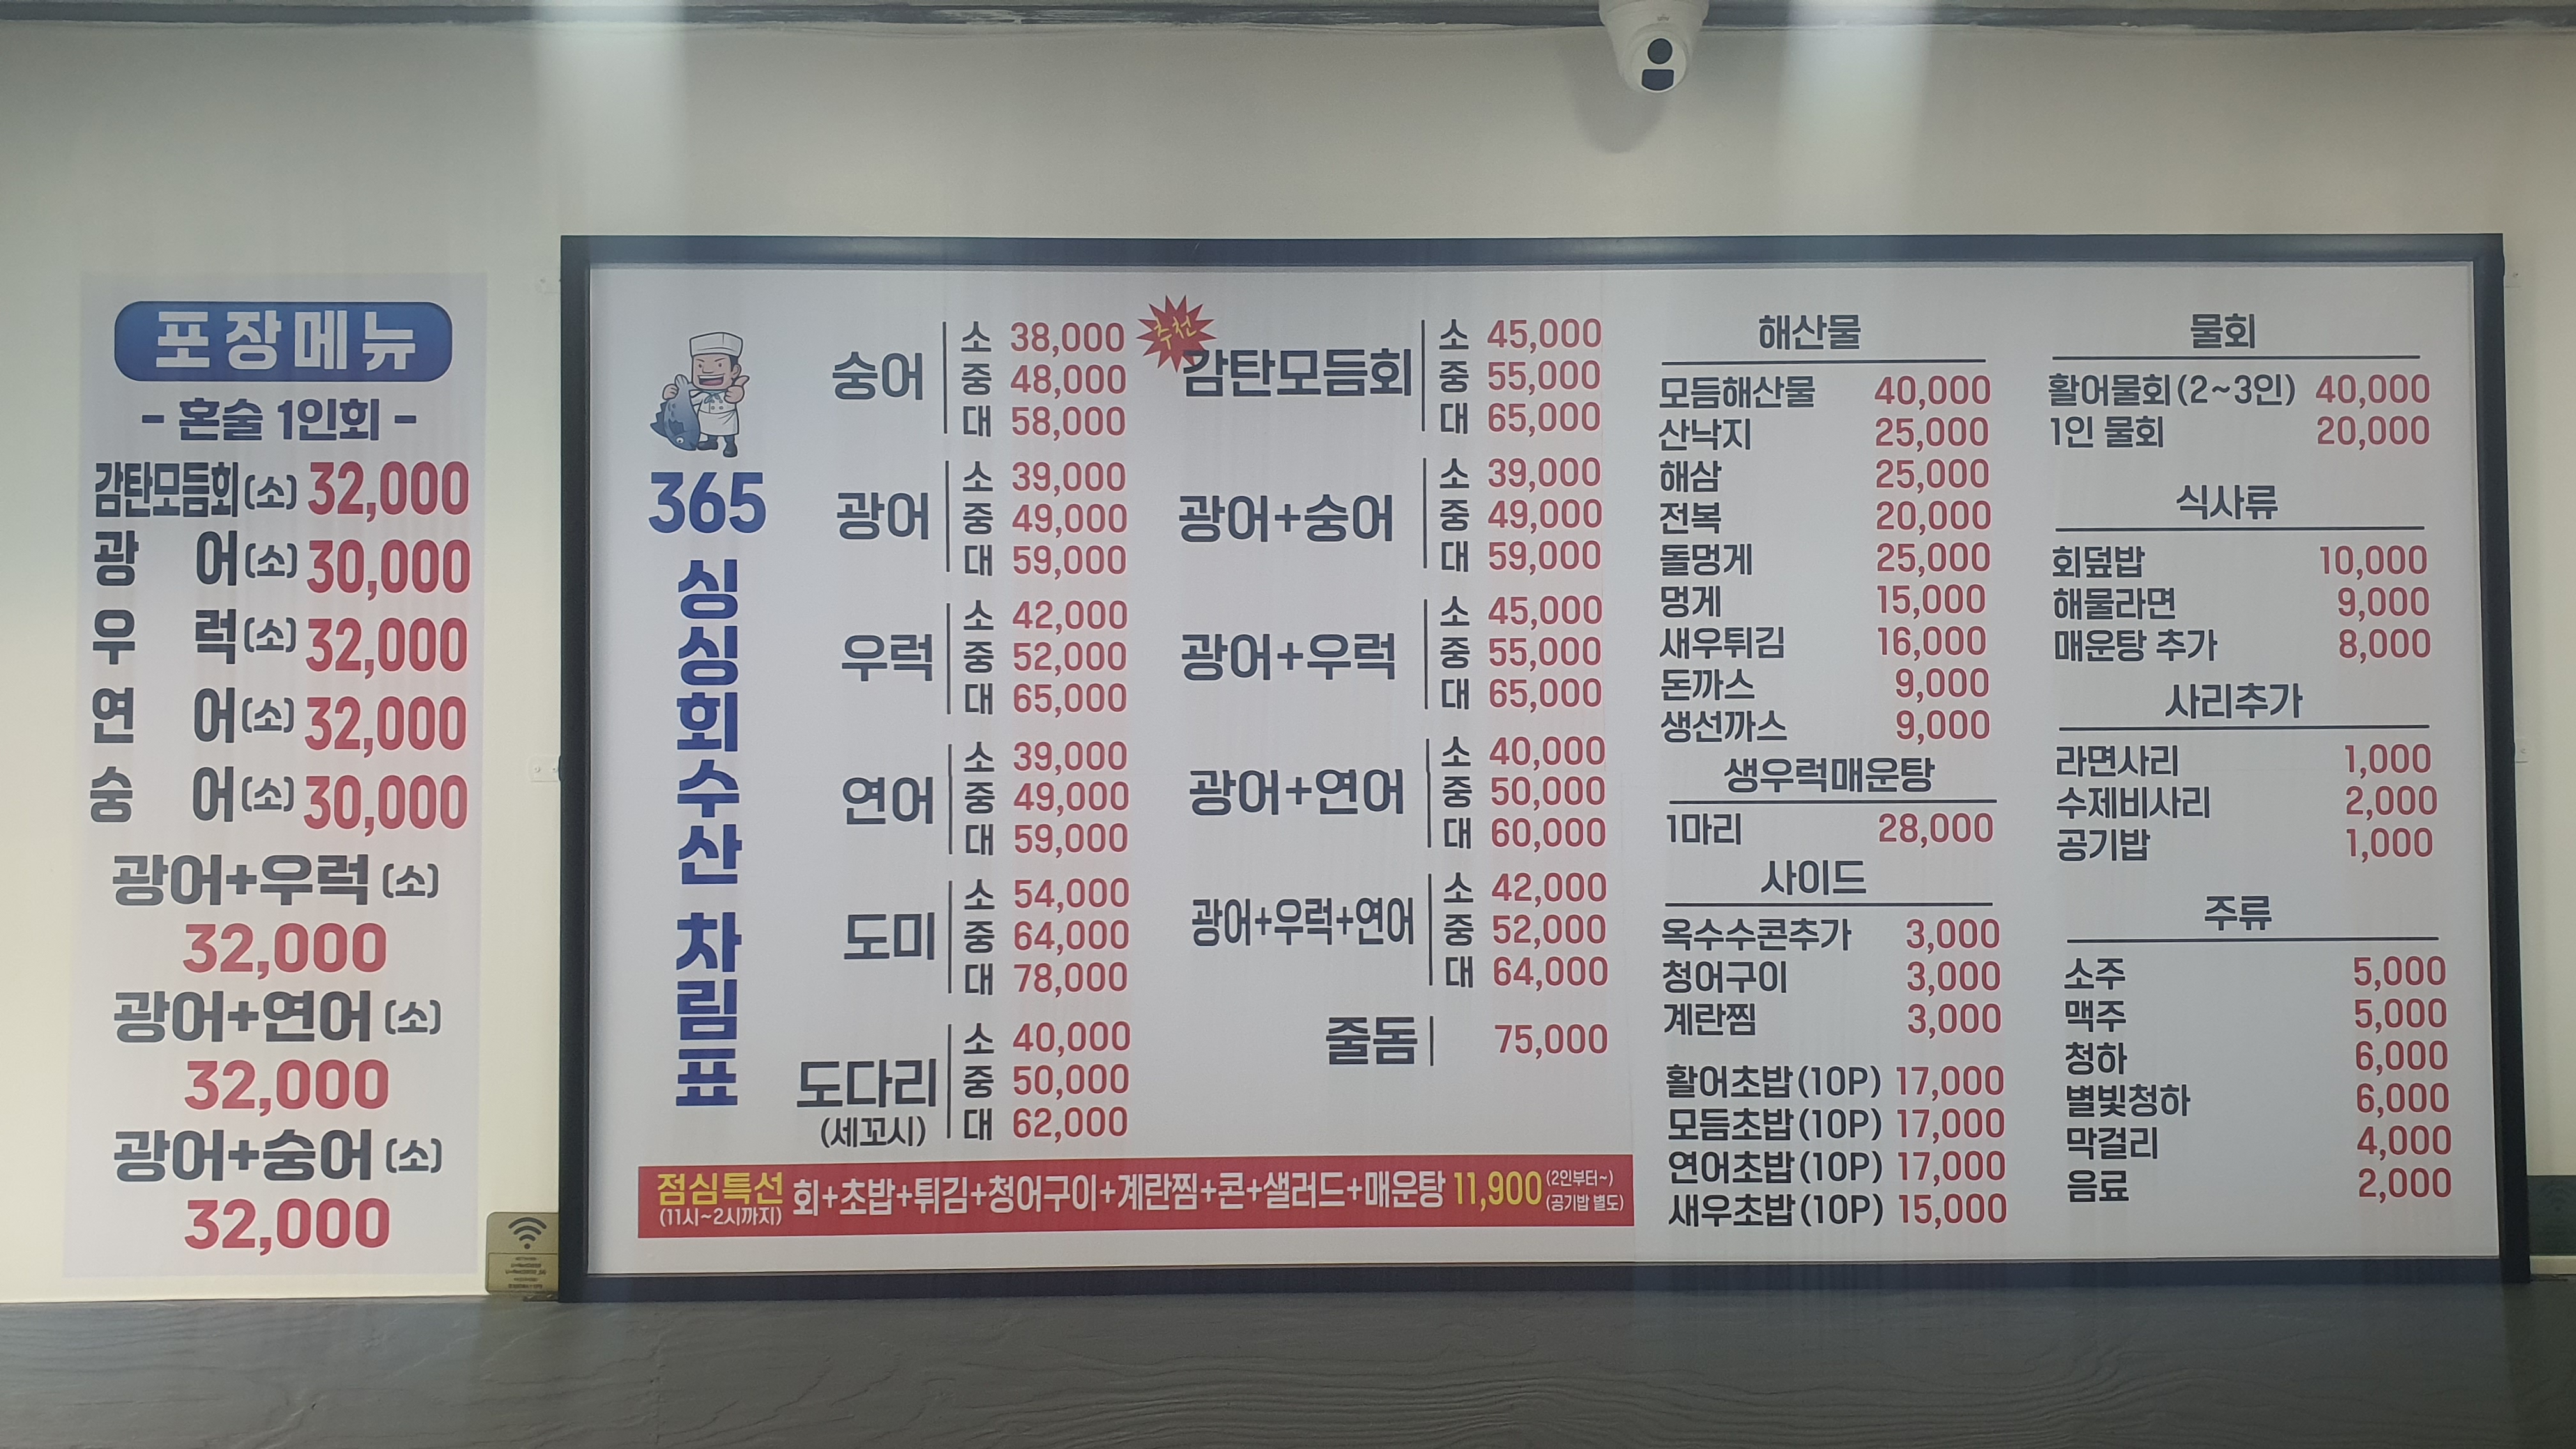 포장메뉴
- 혼술 1인회 -
감탄모듬회(소) 32,000
광어(소) 30,000
우럭(소) 32,000
연어(소) 32,000
숭어(소) 30,000
광어+우럭(소)
32,000
광어+연어(소)
32,000
광어+숭어(소)
32,000
365 싱싱회수산 차림표
숭어
소 38,000
중 48,000
대 58,000
광어
소 39,000
중 49,000
대 59,000
우럭
소 42,000
중 52,000
대 65,000
연어
소 39,000
중 49,000
대 59,000
도미
소 54,000
중 64,000
대 78,000
도다리
(세꼬시)
소 40,000
중 50,000
대 62,000
추천
감탄모듬회
소 45,000
중 55,000
대 65,000
광어+숭어
소 39,000
중 49,000
대 59,000
광어+우럭
소 45,000
중 55,000
대 65,000
광어+연어
소 40,000
중 50,000
대 60,000
광어+우럭+연어
소 42,000
중 52,000
대 64,000
줄돔 75,000
점심특선 회+초밥+튀김+청어구이+계란찜+콘+샐러드+매운탕 11,900 (2인부터~)
(11시~2시까지) (공기밥 별도)
해산물
모듬해산물 40,000
산낙지 25,000
해삼 25,000
전복 20,000
돌멍게 25,000
멍게 15,000
새우튀김 16,000
돈까스 9,000
생선까스 9,000
생우럭매운탕
1마리 28,000
사이드
옥수수콘추가 3,000
청어구이 3,000
계란찜 3,000
활어초밥(10P) 17,000
모듬초밥(10P) 17,000
연어초밥(10P) 17,000
새우초밥(10P) 15,000
물회
활어물회(2~3인) 40,000
1인 물회 20,000
식사류
회덮밥 10,000
해물라면 9,000
매운탕 추가 8,000
사리추가
라면사리 1,000
수제비사리 2,000
공기밥 1,000
주류
소주 5,000
맥주 5,000
청하 6,000
별빛청하 6,000
막걸리 4,000
음료 2,000